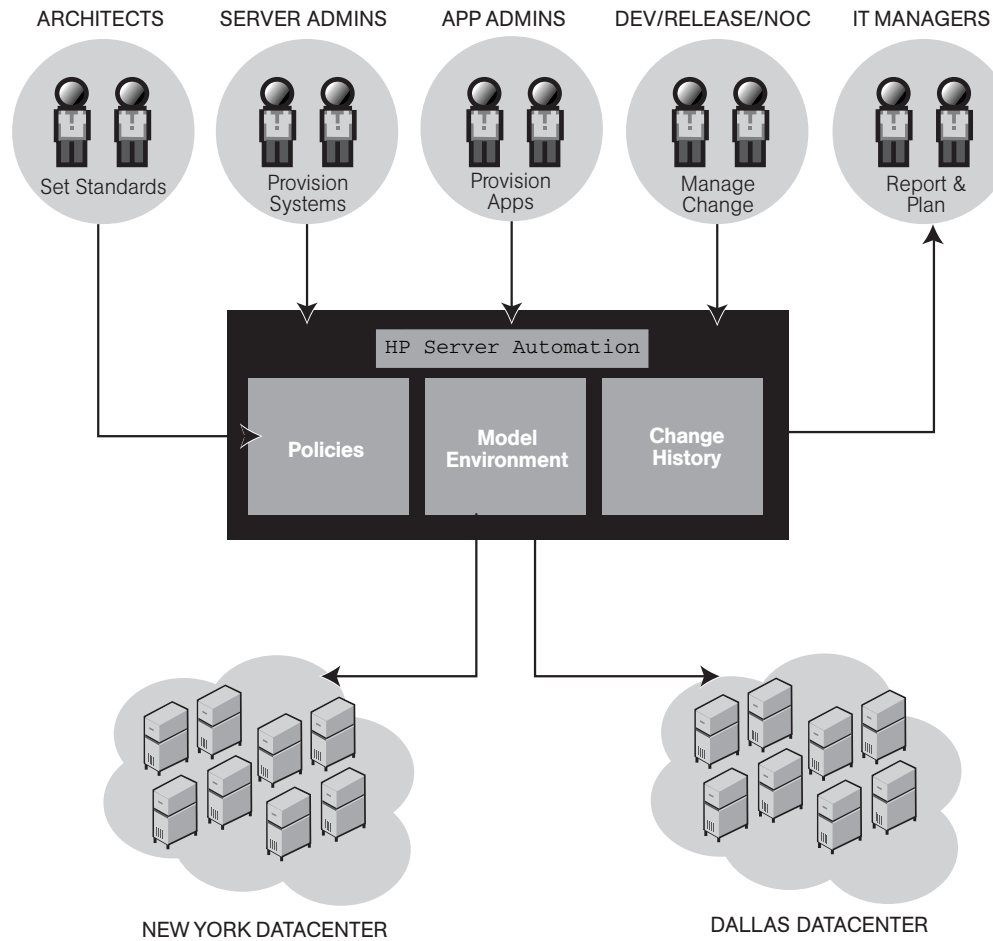 ARCHITECTS
SERVER ADMINS
APP ADMINS
DEV/RELEASE/NOC
IT MANAGERS
Set Standards
Provision
Systems
Provision
Apps
Manage
Change
Report &
Plan
HP Server Automation
Policies
Model
Environment
Change
History
NEW YORK DATACENTER
DALLAS DATACENTER